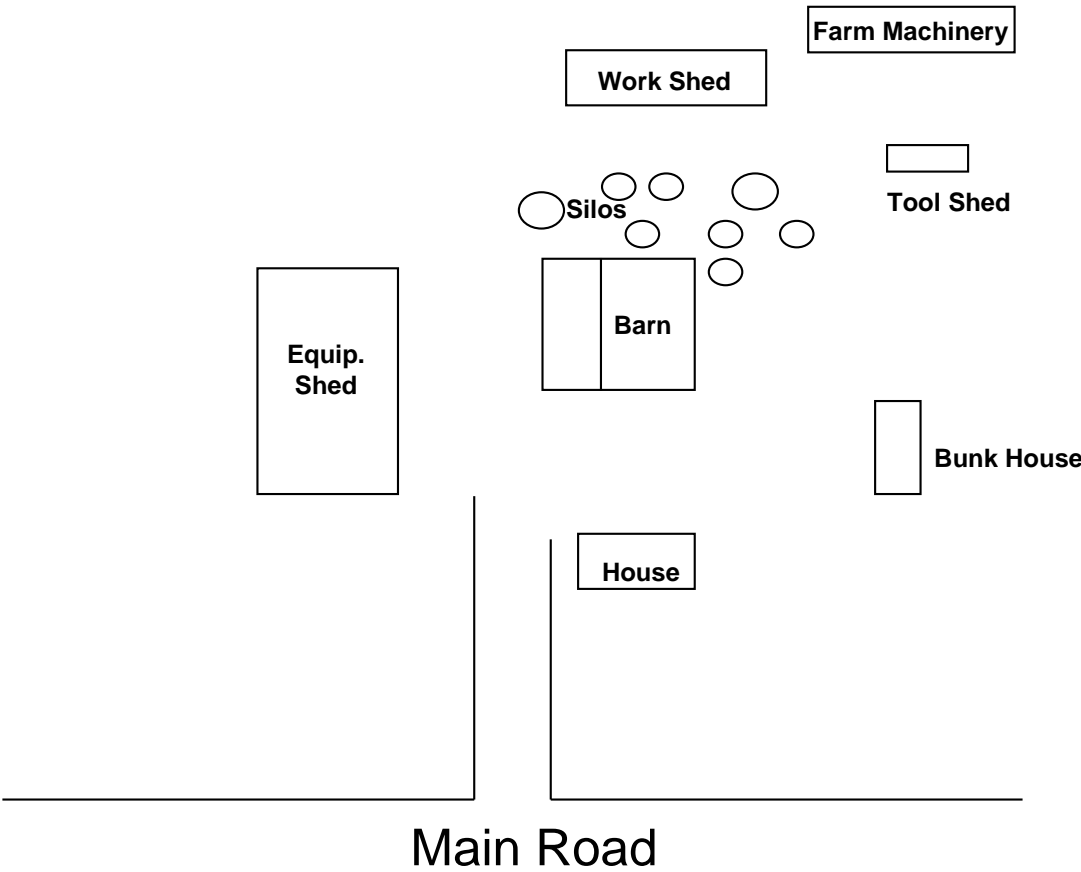 Farm Machinery
Work Shed
Tool Shed
Silos
Barn
Equip.
Shed
Bunk House
House
Main Road